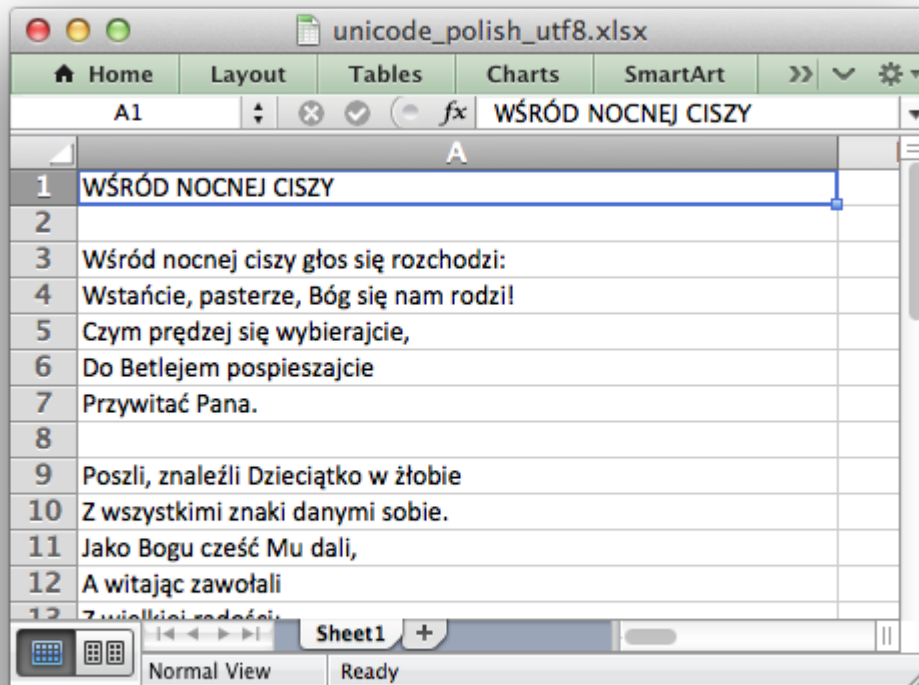 unicode_polish_utf8.xlsx
Home Layout Tables Charts SmartArt
A1 fx WŚRÓD NOCNEJ CISZY
A
1 WŚRÓD NOCNEJ CISZY
2
3 Wśród nocnej ciszy głos się rozchodzi:
4 Wstańcie, pasterze, Bóg się nam rodzi!
5 Czym prędzej się wybierajcie,
6 Do Betlejem pospieszajcie
7 Przywitać Pana.
8
9 Poszli, znaleźli Dzieciątko w żłobie
10 Z wszystkimi znaki danymi sobie.
11 Jako Bogu cześć Mu dali,
12 A witając zawołali
13 Z wielkiej radości:
Sheet1
Normal View Ready